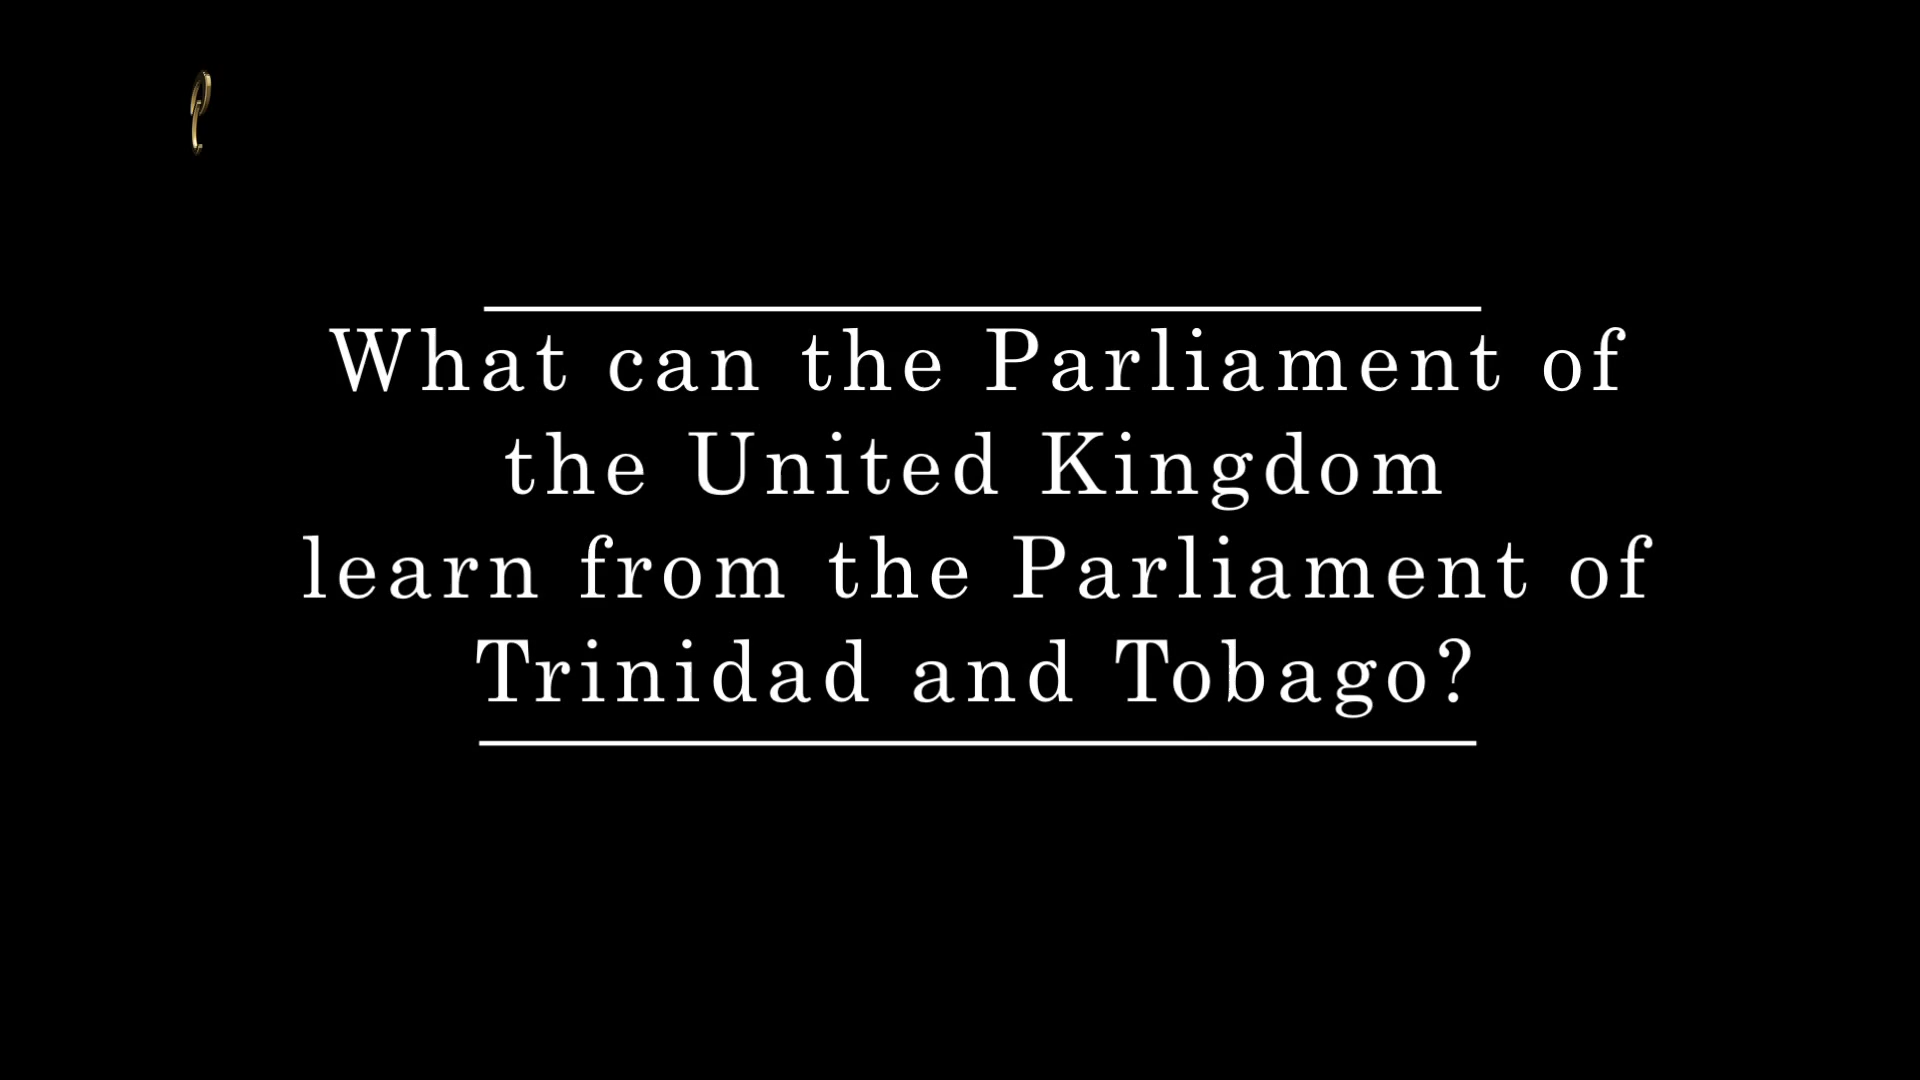 What can the Parliament of
the United Kingdom
learn from the Parliament of
Trinidad and Tobago?